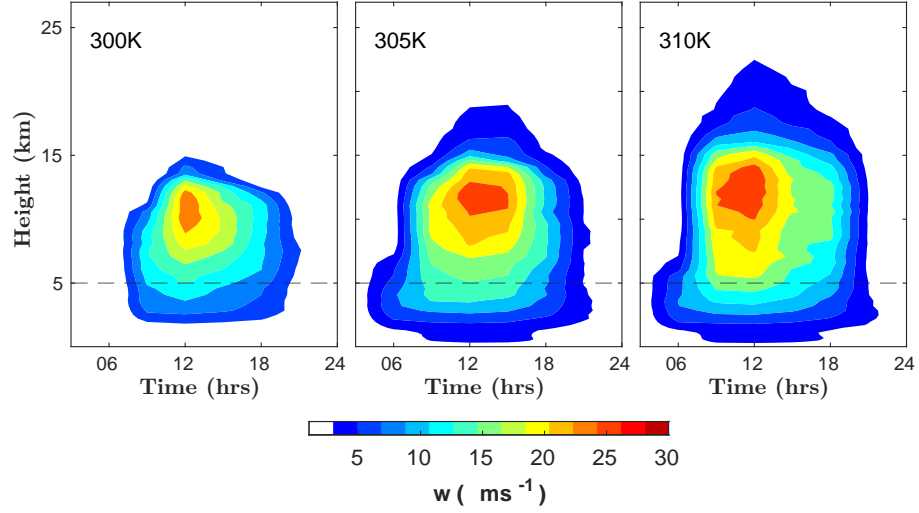 300K
305K
310K
25
15
5
Height (km)
06 12 18 24
06 12 18 24
06 12 18 24
Time (hrs)
Time (hrs)
Time (hrs)
5 10 15 20 25 30
w ( ms⁻¹)